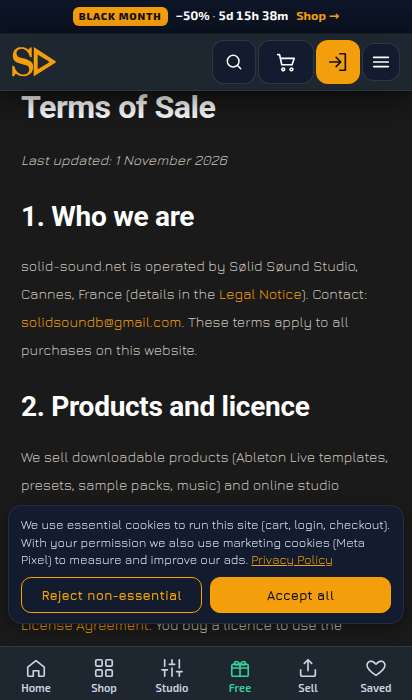 BLACK MONTH −50% · 5d 15h 38m Shop →
S
Terms of Sale
Last updated: 1 November 2026
1. Who we are
solid-sound.net is operated by Sølid Søund Studio,
Cannes, France (details in the Legal Notice). Contact:
solidsoundb@gmail.com. These terms apply to all
purchases on this website.
2. Products and licence
We sell downloadable products (Ableton Live templates,
presets, sample packs, music) and online studio
We use essential cookies to run this site (cart, login, checkout).
With your permission we also use marketing cookies (Meta
Pixel) to measure and improve our ads. Privacy Policy
Reject non-essential Accept all
License Agreement. You buy a licence to use the
Home Shop Studio Free Sell Saved